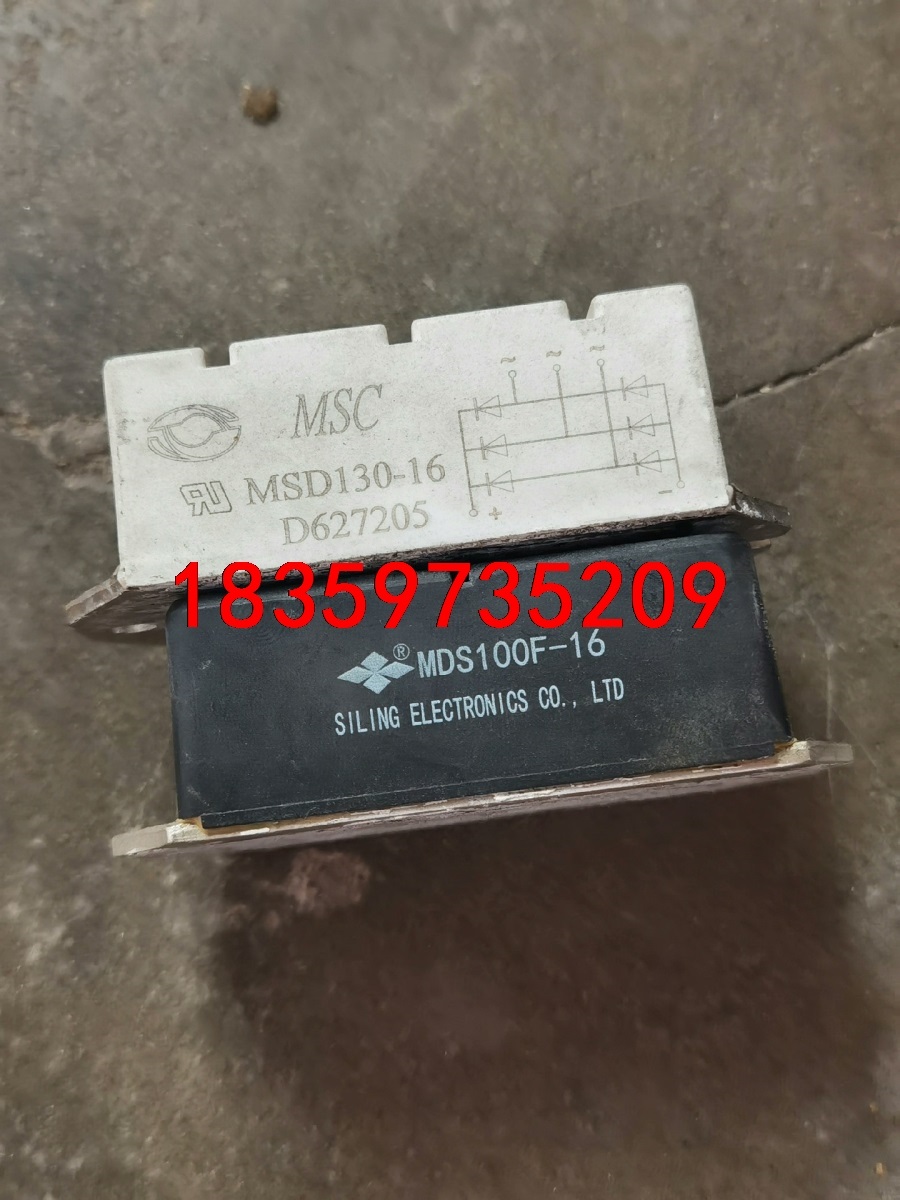 ~ ~ ~
MSC
MSD130-16
D627205
+ -
18359735209
® MDS100F-16
SILING ELECTRONICS CO., LTD